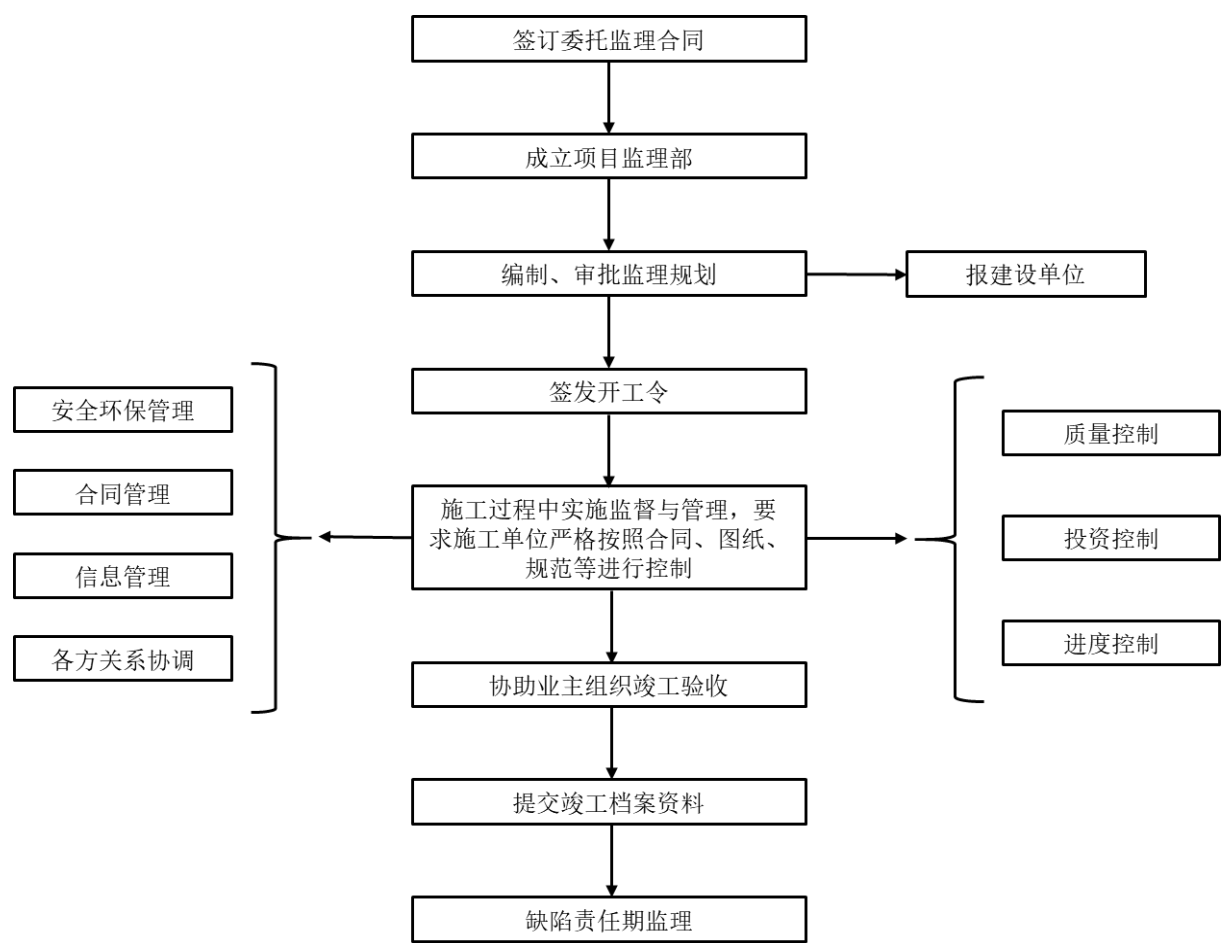 签订委托监理合同
成立项目监理部
编制、审批监理规划
报建设单位
签发开工令
安全环保管理
合同管理
信息管理
各方关系协调
施工过程中实施监督与管理，要
求施工单位严格按照合同、图纸、
规范等进行控制
质量控制
投资控制
进度控制
协助业主组织竣工验收
提交竣工档案资料
缺陷责任期监理